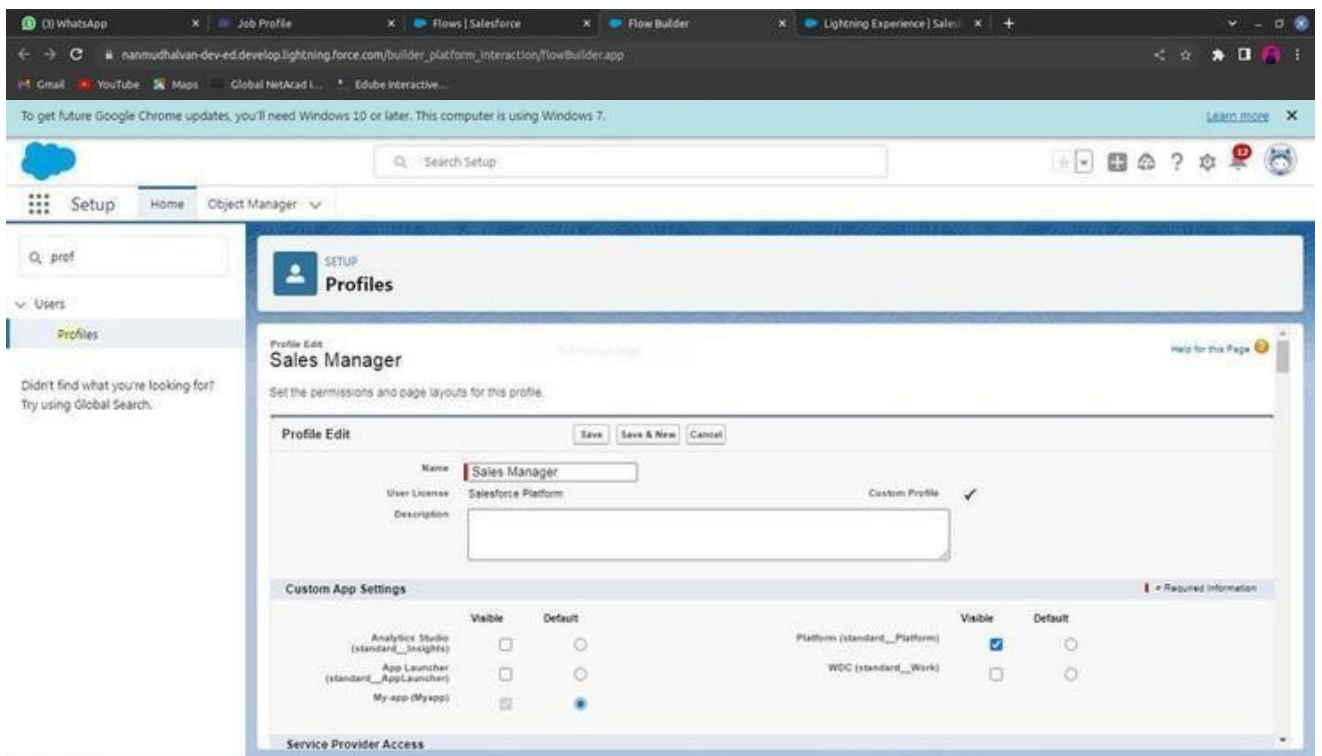 (3) WhatsApp
Job Profile
Flows | Salesforce
Flow Builder
Lightning Experience | Sales
nanmudhalvan-dev-ed.develop.lightning.force.com/builder_platform_interaction/flowBuilder.app
Gmail YouTube Maps Global NetAcad I... Edube Interactive...
To get future Google Chrome updates, you'll need Windows 10 or later. This computer is using Windows 7. Learn more
Search Setup
12
Setup Home Object Manager
prof
Users
Profiles
Didn't find what you're looking for?
Try using Global Search.
SETUP
Profiles
Profile Edit
Sales Manager
Help for this Page
Set the permissions and page layouts for this profile.
Profile Edit Save Save & New Cancel
Name Sales Manager
User License Salesforce Platform Custom Profile
Description
Custom App Settings = Required Information
Visible Default Visible Default
Analytics Studio
(standard__Insights)
Platform (standard__Platform)
App Launcher
(standard__AppLauncher)
WDC (standard__Work)
My-app (Myapp)
Service Provider Access